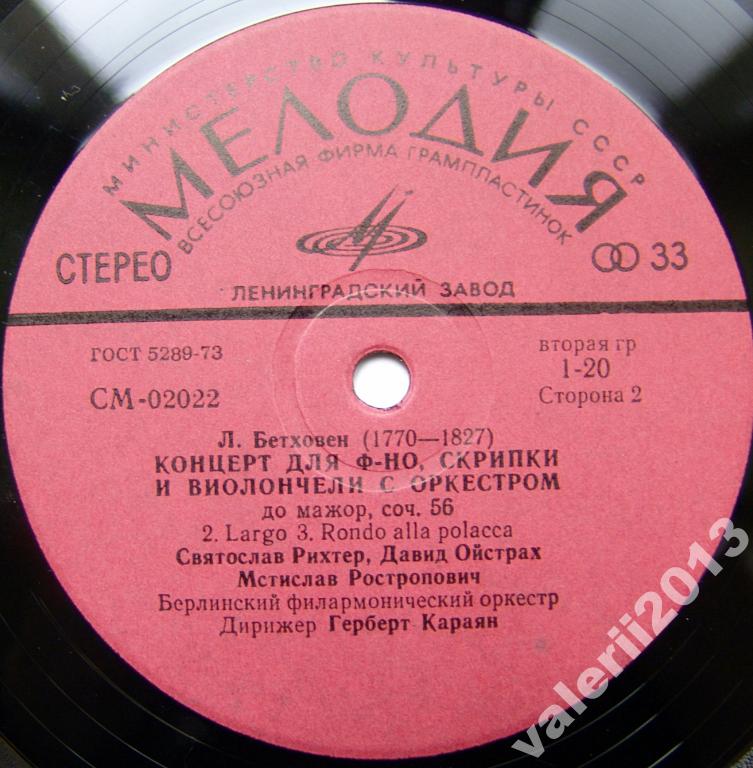 МИНИСТЕРСТВО КУЛЬТУРЫ СССР
МЕЛОДИЯ
ВСЕСОЮЗНАЯ ФИРМА ГРАМПЛАСТИНОК
СТЕРЕО
33
ЛЕНИНГРАДСКИЙ ЗАВОД
ГОСТ 5289-73
вторая гр
СМ-02022
1-20
Сторона 2
Л. Бетховен (1770—1827)
КОНЦЕРТ ДЛЯ Ф-НО, СКРИПКИ
И ВИОЛОНЧЕЛИ С ОРКЕСТРОМ
до мажор, соч. 56
2. Largo 3. Rondo alla polacca
Святослав Рихтер, Давид Ойстрах
Мстислав Ростропович
Берлинский филармонический оркестр
Дирижер Герберт Караян
valerii2013